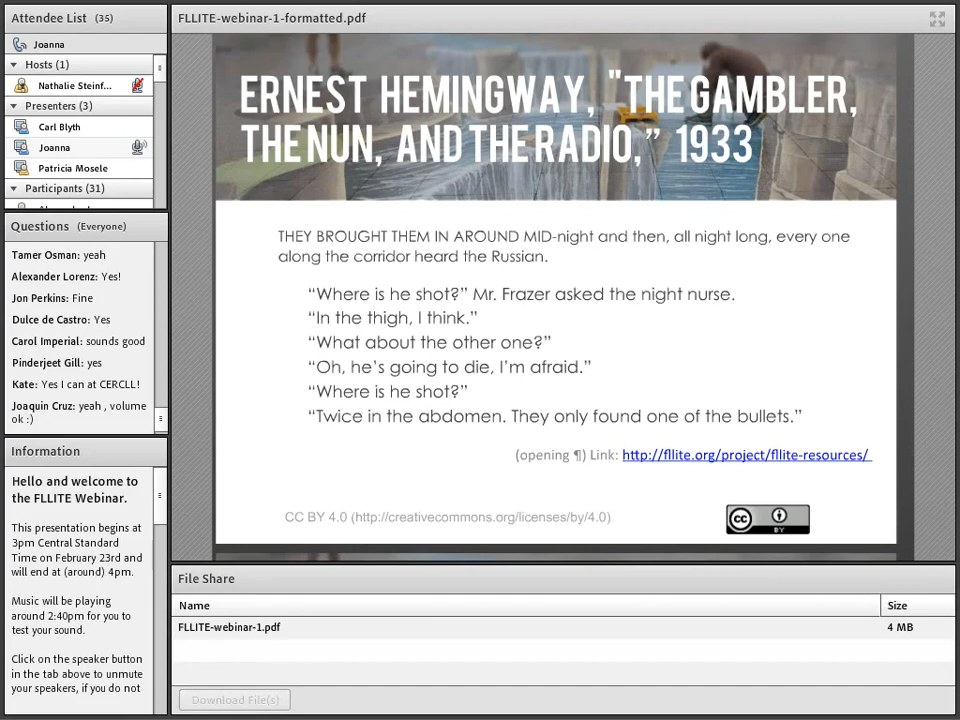 Attendee List (35)
Joanna
Hosts (1)
Nathalie Steinf...
Presenters (3)
Carl Blyth
Joanna
Patricia Mosele
Participants (31)
Questions (Everyone)
Tamer Osman: yeah
Alexander Lorenz: Yes!
Jon Perkins: Fine
Dulce de Castro: Yes
Carol Imperial: sounds good
Pinderjeet Gill: yes
Kate: Yes I can at CERCLL!
Joaquin Cruz: yeah , volume
ok :)
Information
Hello and welcome to
the FLLITE Webinar.
This presentation begins at
3pm Central Standard
Time on February 23rd and
will end at (around) 4pm.
Music will be playing
around 2:40pm for you to
test your sound.
Click on the speaker button
in the tab above to unmute
your speakers, if you do not
FLLITE-webinar-1-formatted.pdf
ERNEST HEMINGWAY, "THE GAMBLER,
THE NUN, AND THE RADIO,” 1933
THEY BROUGHT THEM IN AROUND MID-night and then, all night long, every one
along the corridor heard the Russian.
“Where is he shot?” Mr. Frazer asked the night nurse.
“In the thigh, I think.”
“What about the other one?”
“Oh, he’s going to die, I’m afraid.”
“Where is he shot?”
“Twice in the abdomen. They only found one of the bullets.”
(opening ¶) Link: http://fllite.org/project/fllite-resources/
CC BY 4.0 (http://creativecommons.org/licenses/by/4.0)
cc
BY
File Share
Name Size
FLLITE-webinar-1.pdf 4 MB
Download File(s)